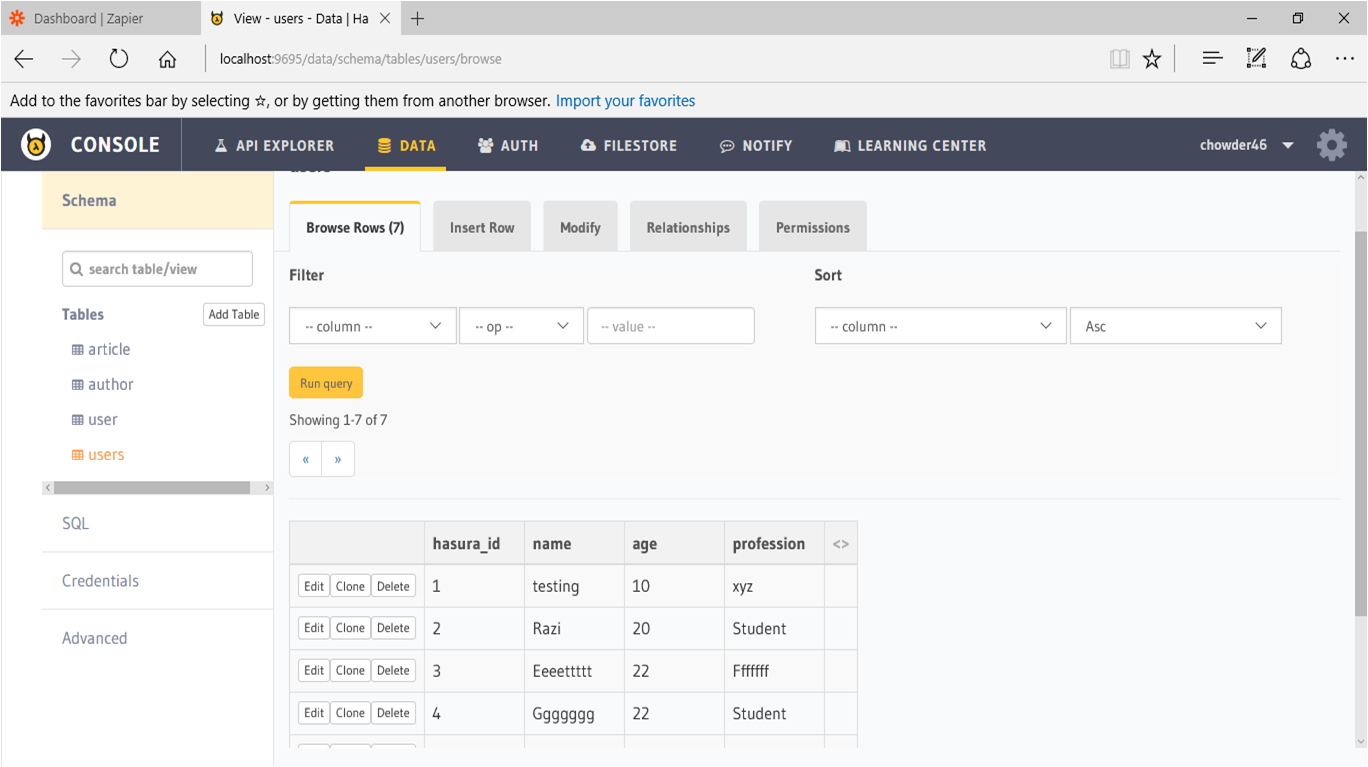 Dashboard | Zapier
View - users - Data | Ha
localhost:9695/data/schema/tables/users/browse
Add to the favorites bar by selecting ☆, or by getting them from another browser. Import your favorites
CONSOLE API EXPLORER DATA AUTH FILESTORE NOTIFY LEARNING CENTER chowder46
Schema
search table/view
Tables Add Table
article
author
user
users
SQL
Credentials
Advanced
users
Browse Rows (7) Insert Row Modify Relationships Permissions
Filter Sort
-- column -- -- op -- -- value -- -- column -- Asc
Run query
Showing 1-7 of 7
« »
hasura_id name age profession <>
Edit Clone Delete 1 testing 10 xyz
Edit Clone Delete 2 Razi 20 Student
Edit Clone Delete 3 Eeeettttt 22 Fffffff
Edit Clone Delete 4 Ggggggg 22 Student